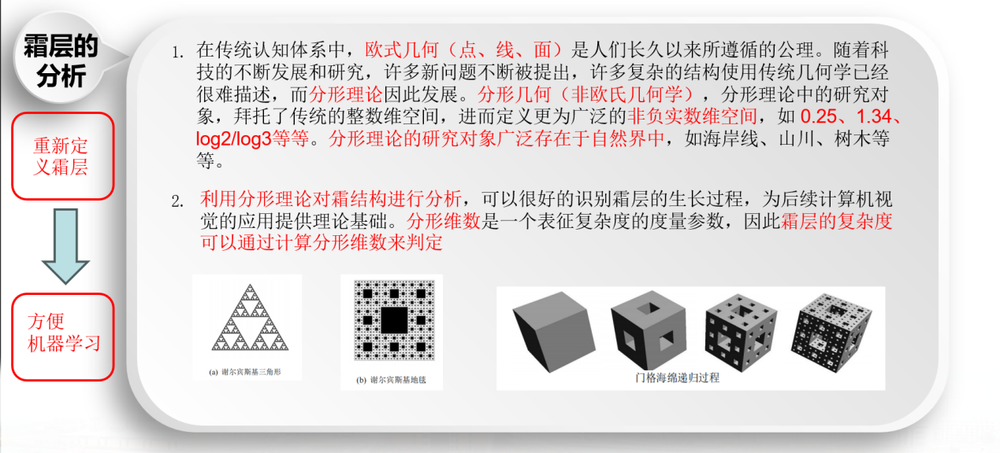 霜层的
分析
重新定
义霜层
方便
机器学习
1. 在传统认知体系中，欧式几何（点、线、面）是人们长久以来所遵循的公理。随着科
技的不断发展和研究，许多新问题不断被提出，许多复杂的结构使用传统几何学已经
很难描述，而分形理论因此发展。分形几何（非欧氏几何学），分形理论中的研究对
象，拜托了传统的整数维空间，进而定义更为广泛的非负实数维空间，如 0.25、1.34、
log2/log3等等。分形理论的研究对象广泛存在于自然界中，如海岸线、山川、树木等
等。
2. 利用分形理论对霜结构进行分析，可以很好的识别霜层的生长过程，为后续计算机视
觉的应用提供理论基础。分形维数是一个表征复杂度的度量参数，因此霜层的复杂度
可以通过计算分形维数来判定
(a) 谢尔宾斯基三角形
(b) 谢尔宾斯基地毯
门格海绵递归过程